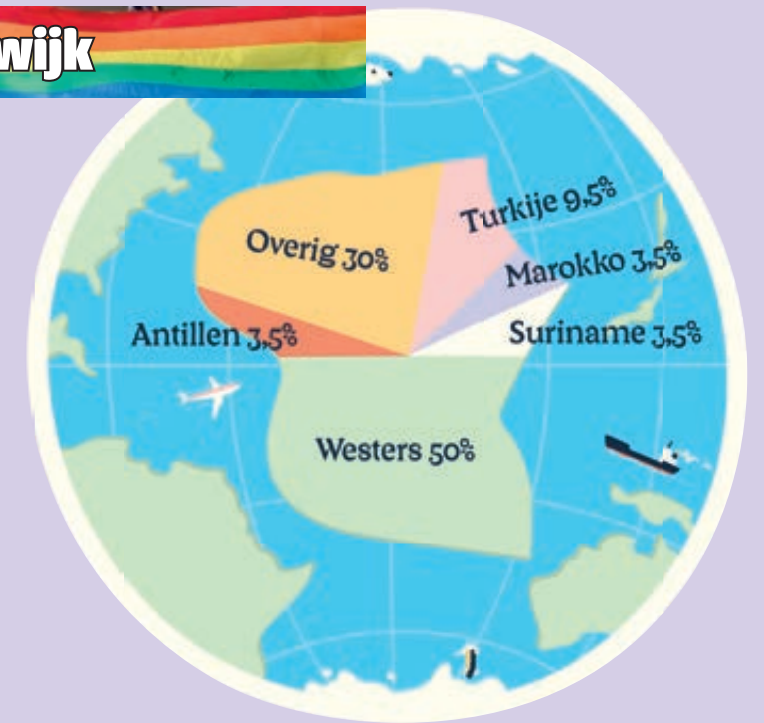 wijk
Turkije 9,5%
Overig 30%
Marokko 3,5%
Antillen 3,5%
Suriname 3,5%
Westers 50%